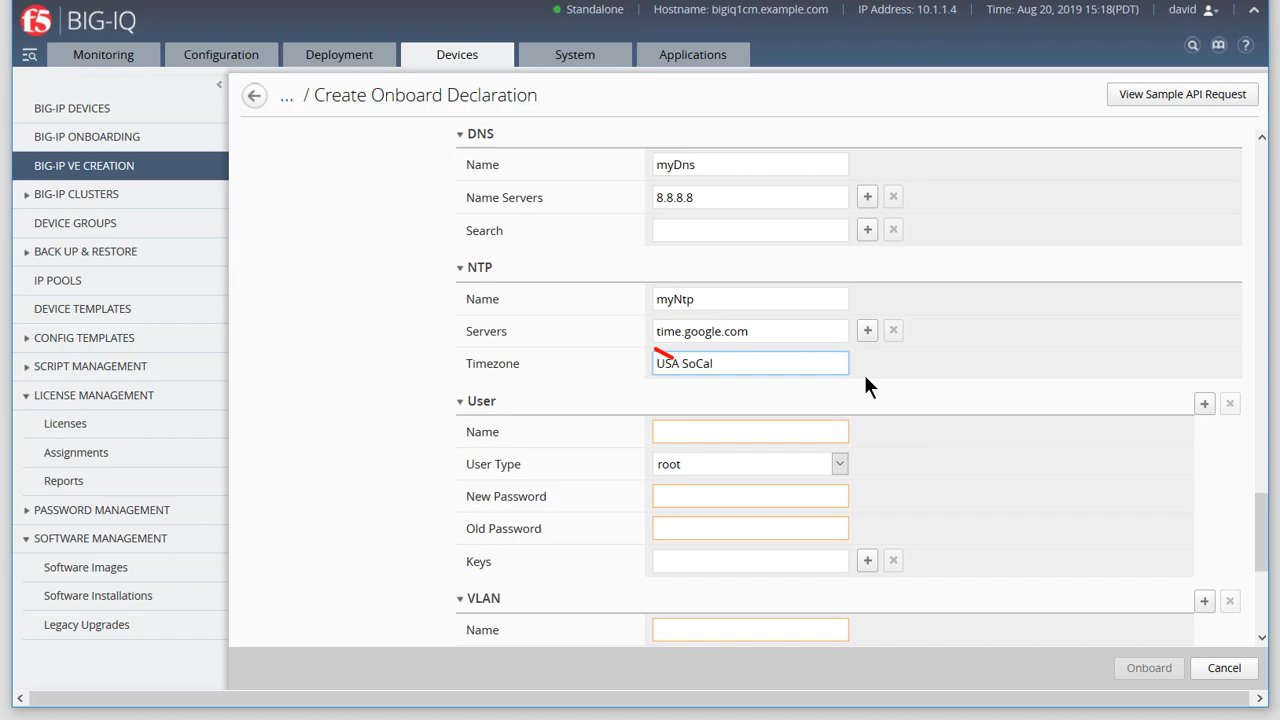 f5 BIG-IQ
Standalone
Hostname: bigiq1cm.example.com
IP Address: 10.1.1.4
Time: Aug 20, 2019 15:18(PDT)
david
Monitoring
Configuration
Deployment
Devices
System
Applications
BIG-IP DEVICES
BIG-IP ONBOARDING
BIG-IP VE CREATION
BIG-IP CLUSTERS
DEVICE GROUPS
BACK UP & RESTORE
IP POOLS
DEVICE TEMPLATES
CONFIG TEMPLATES
SCRIPT MANAGEMENT
LICENSE MANAGEMENT
Licenses
Assignments
Reports
PASSWORD MANAGEMENT
SOFTWARE MANAGEMENT
Software Images
Software Installations
Legacy Upgrades
... / Create Onboard Declaration
View Sample API Request
DNS
Name myDns
Name Servers 8.8.8.8
Search
NTP
Name myNtp
Servers time.google.com
Timezone USA SoCal
User
Name
User Type root
New Password
Old Password
Keys
VLAN
Name
Onboard
Cancel